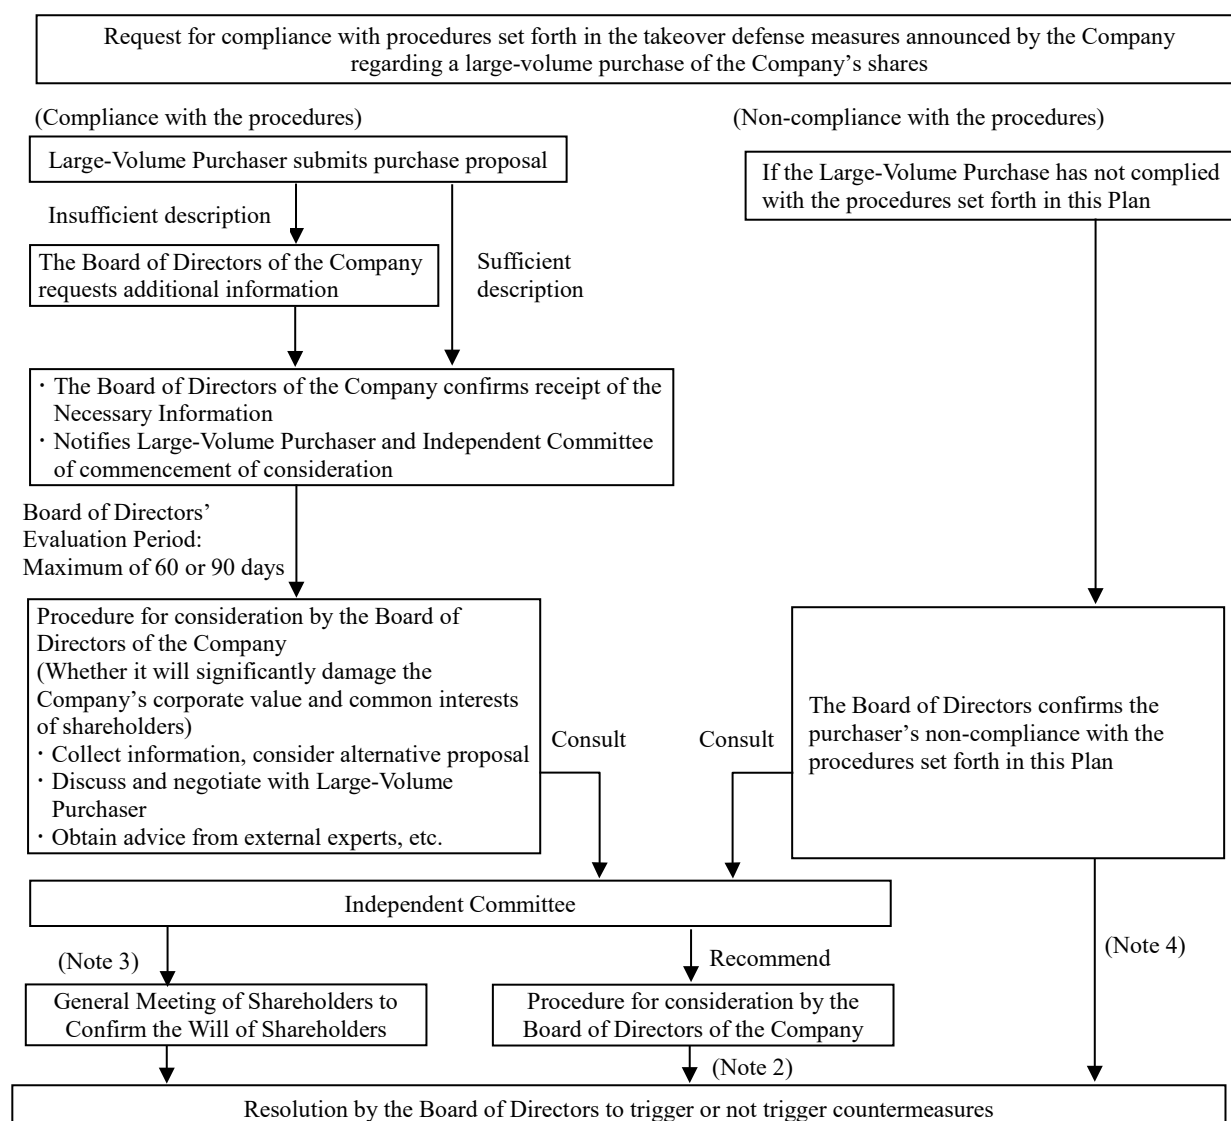 Request for compliance with procedures set forth in the takeover defense measures announced by the Company
regarding a large-volume purchase of the Company’s shares
(Compliance with the procedures)
(Non-compliance with the procedures)
Large-Volume Purchaser submits purchase proposal
If the Large-Volume Purchase has not complied
with the procedures set forth in this Plan
Insufficient description
The Board of Directors of the Company
requests additional information
Sufficient
description
・The Board of Directors of the Company confirms receipt of the
Necessary Information
・Notifies Large-Volume Purchaser and Independent Committee
of commencement of consideration
Board of Directors’
Evaluation Period:
Maximum of 60 or 90 days
Procedure for consideration by the Board of
Directors of the Company
(Whether it will significantly damage the
Company’s corporate value and common interests
of shareholders)
・Collect information, consider alternative proposal
・Discuss and negotiate with Large-Volume
Purchaser
・Obtain advice from external experts, etc.
Consult
Consult
The Board of Directors confirms the
purchaser’s non-compliance with the
procedures set forth in this Plan
Independent Committee
(Note 3)
Recommend
(Note 4)
General Meeting of Shareholders to
Confirm the Will of Shareholders
Procedure for consideration by the
Board of Directors of the Company
(Note 2)
Resolution by the Board of Directors to trigger or not trigger countermeasures